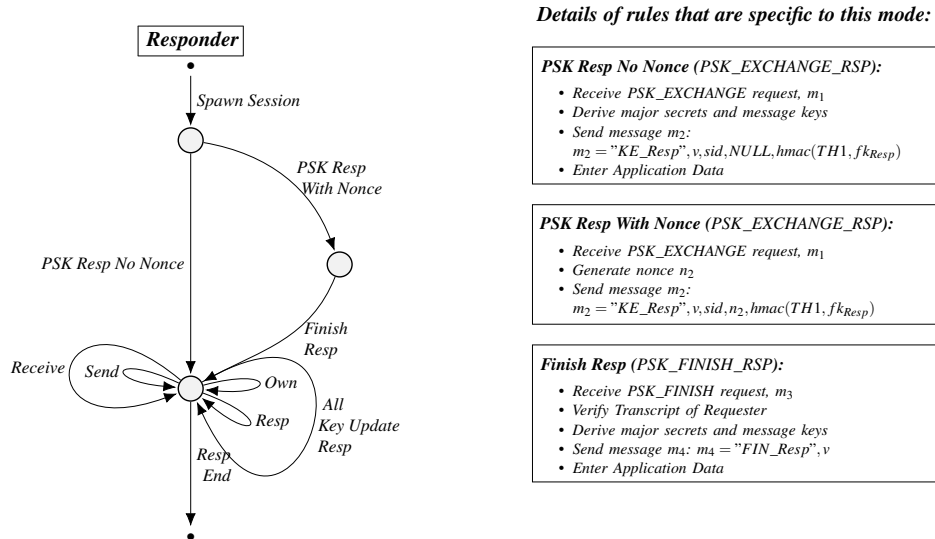 Responder
Spawn Session
PSK Resp
With Nonce
PSK Resp No Nonce
Finish
Resp
Receive
Send
Own
Resp
All
Key Update
Resp
Resp
End
Details of rules that are specific to this mode:
PSK Resp No Nonce (PSK_EXCHANGE_RSP):
• Receive PSK_EXCHANGE request, m₁
• Derive major secrets and message keys
• Send message m₂:
m₂ = "KE_Resp", v, sid, NULL, hmac(TH1, fk_Resp)
• Enter Application Data
PSK Resp With Nonce (PSK_EXCHANGE_RSP):
• Receive PSK_EXCHANGE request, m₁
• Generate nonce n₂
• Send message m₂:
m₂ = "KE_Resp", v, sid, n₂, hmac(TH1, fk_Resp)
Finish Resp (PSK_FINISH_RSP):
• Receive PSK_FINISH request, m₃
• Verify Transcript of Requester
• Derive major secrets and message keys
• Send message m₄: m₄ = "FIN_Resp", v
• Enter Application Data